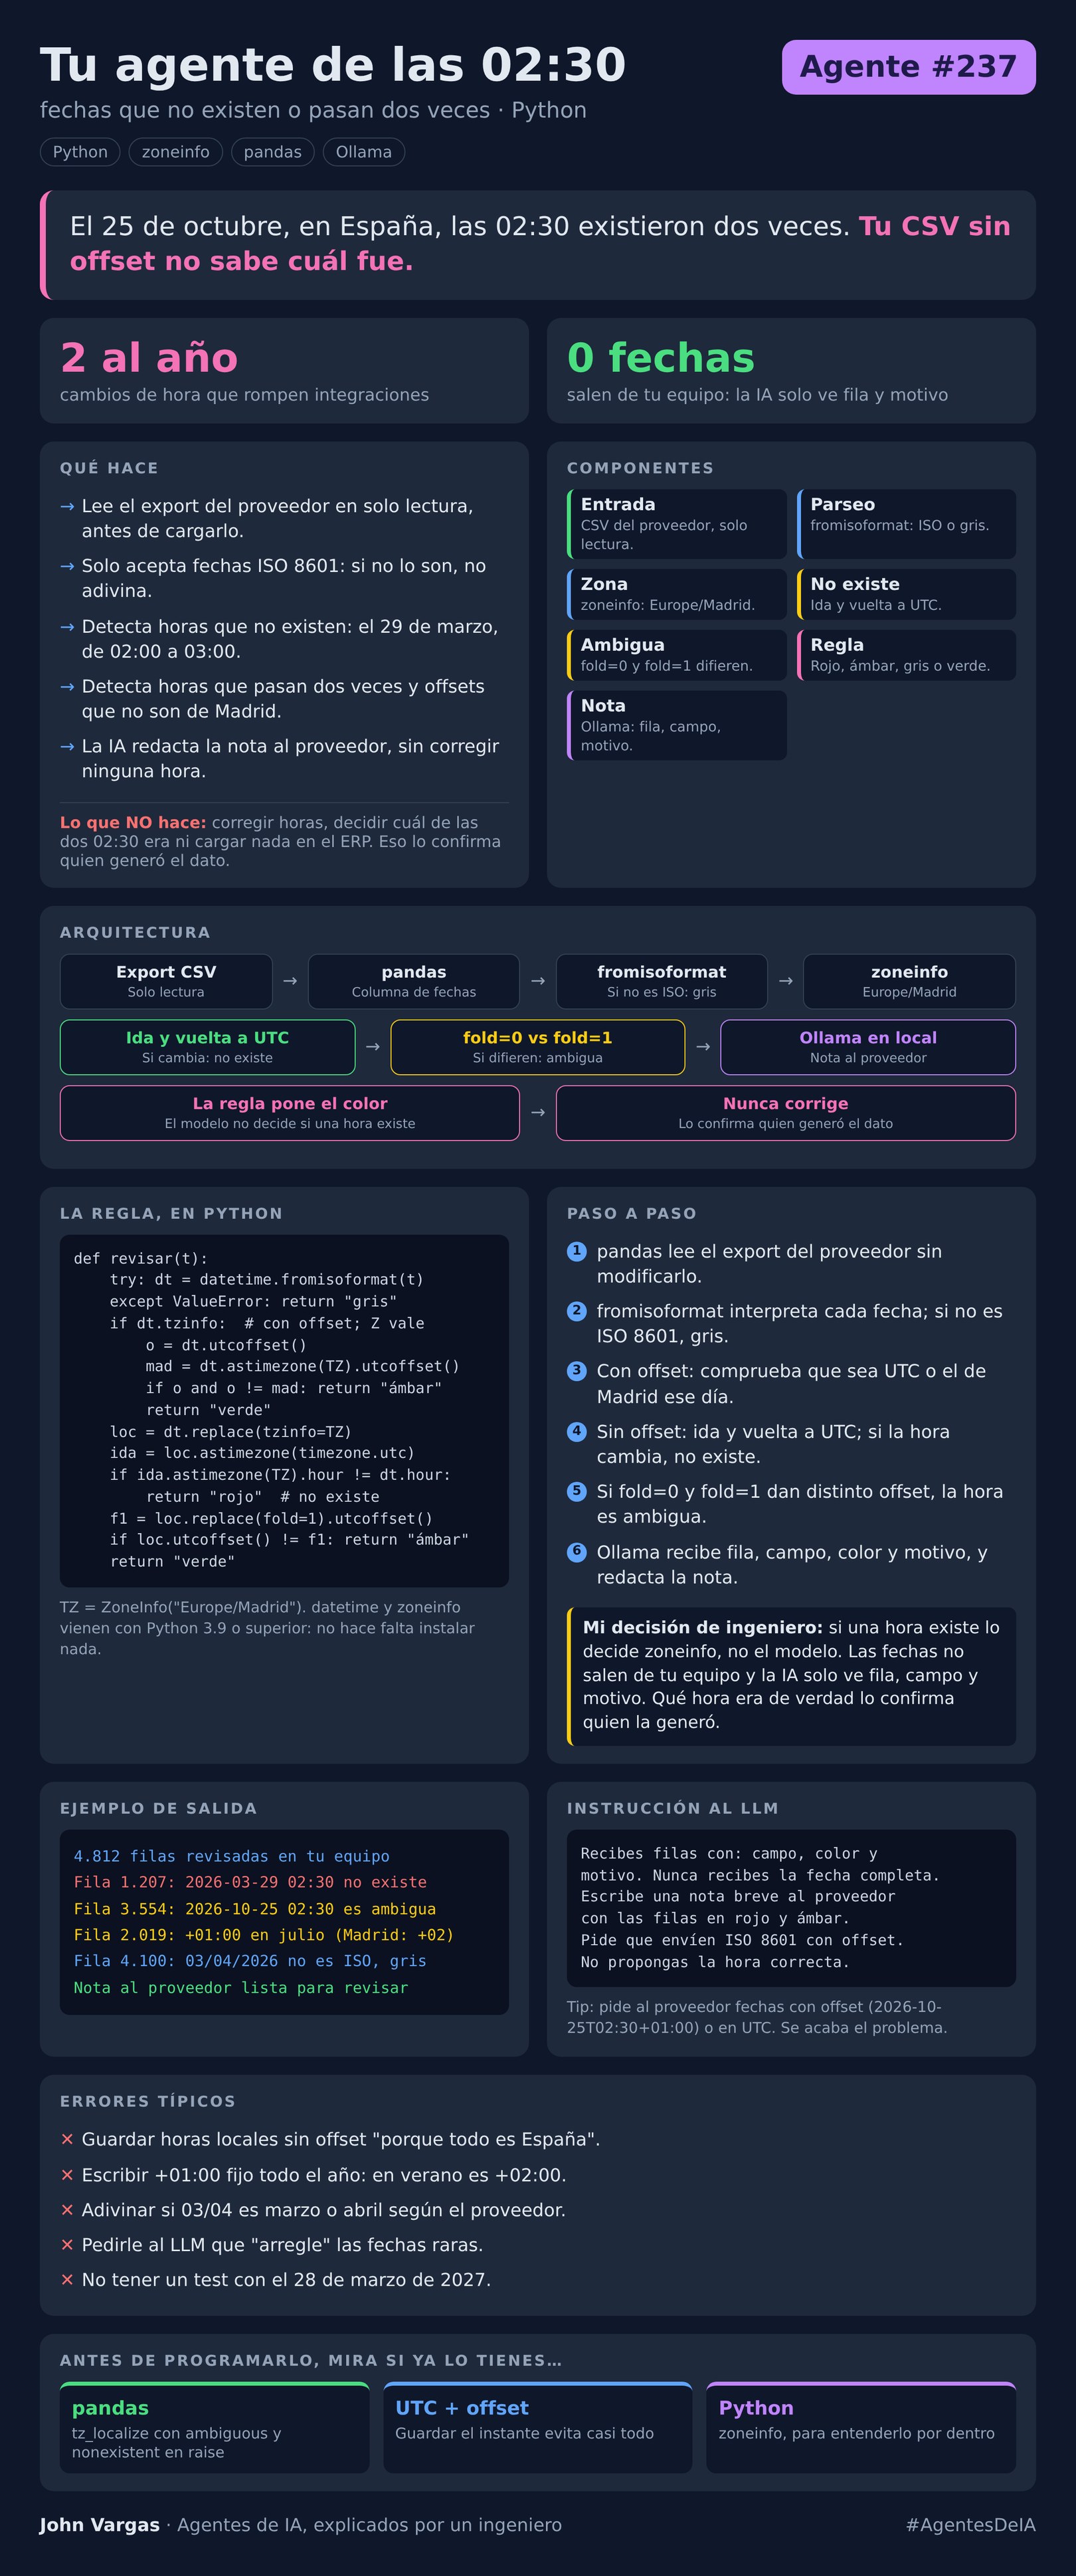 Tu agente de las 02:30
Agente #237
fechas que no existen o pasan dos veces · Python
Python
zoneinfo
pandas
Ollama
El 25 de octubre, en España, las 02:30 existieron dos veces. Tu CSV sin
offset no sabe cuál fue.
2 al año
cambios de hora que rompen integraciones
0 fechas
salen de tu equipo: la IA solo ve fila y motivo
QUÉ HACE
→ Lee el export del proveedor en solo lectura,
antes de cargarlo.
→ Solo acepta fechas ISO 8601: si no lo son, no
adivina.
→ Detecta horas que no existen: el 29 de marzo,
de 02:00 a 03:00.
→ Detecta horas que pasan dos veces y offsets
que no son de Madrid.
→ La IA redacta la nota al proveedor, sin corregir
ninguna hora.
Lo que NO hace: corregir horas, decidir cuál de las
dos 02:30 era ni cargar nada en el ERP. Eso lo confirma
quien generó el dato.
COMPONENTES
Entrada
CSV del proveedor, solo
lectura.
Parseo
fromisoformat: ISO o gris.
Zona
zoneinfo: Europe/Madrid.
No existe
Ida y vuelta a UTC.
Ambigua
fold=0 y fold=1 difieren.
Regla
Rojo, ámbar, gris o verde.
Nota
Ollama: fila, campo,
motivo.
ARQUITECTURA
Export CSV
Solo lectura
→
pandas
Columna de fechas
→
fromisoformat
Si no es ISO: gris
→
zoneinfo
Europe/Madrid
Ida y vuelta a UTC
Si cambia: no existe
→
fold=0 vs fold=1
Si difieren: ambigua
→
Ollama en local
Nota al proveedor
La regla pone el color
El modelo no decide si una hora existe
→
Nunca corrige
Lo confirma quien generó el dato
LA REGLA, EN PYTHON
def revisar(t):
    try: dt = datetime.fromisoformat(t)
    except ValueError: return "gris"
    if dt.tzinfo:  # con offset; Z vale
        o = dt.utcoffset()
        mad = dt.astimezone(TZ).utcoffset()
        if o and o != mad: return "ámbar"
        return "verde"
    loc = dt.replace(tzinfo=TZ)
    ida = loc.astimezone(timezone.utc)
    if ida.astimezone(TZ).hour != dt.hour:
        return "rojo"  # no existe
    f1 = loc.replace(fold=1).utcoffset()
    if loc.utcoffset() != f1: return "ámbar"
    return "verde"
TZ = ZoneInfo("Europe/Madrid"). datetime y zoneinfo
vienen con Python 3.9 o superior: no hace falta instalar
nada.
PASO A PASO
1 pandas lee el export del proveedor sin
modificarlo.
2 fromisoformat interpreta cada fecha; si no es
ISO 8601, gris.
3 Con offset: comprueba que sea UTC o el de
Madrid ese día.
4 Sin offset: ida y vuelta a UTC; si la hora
cambia, no existe.
5 Si fold=0 y fold=1 dan distinto offset, la hora
es ambigua.
6 Ollama recibe fila, campo, color y motivo, y
redacta la nota.
Mi decisión de ingeniero: si una hora existe lo
decide zoneinfo, no el modelo. Las fechas no
salen de tu equipo y la IA solo ve fila, campo y
motivo. Qué hora era de verdad lo confirma
quien la generó.
EJEMPLO DE SALIDA
4.812 filas revisadas en tu equipo
Fila 1.207: 2026-03-29 02:30 no existe
Fila 3.554: 2026-10-25 02:30 es ambigua
Fila 2.019: +01:00 en julio (Madrid: +02)
Fila 4.100: 03/04/2026 no es ISO, gris
Nota al proveedor lista para revisar
INSTRUCCIÓN AL LLM
Recibes filas con: campo, color y
motivo. Nunca recibes la fecha completa.
Escribe una nota breve al proveedor
con las filas en rojo y ámbar.
Pide que envíen ISO 8601 con offset.
No propongas la hora correcta.
Tip: pide al proveedor fechas con offset (2026-10-
25T02:30+01:00) o en UTC. Se acaba el problema.
ERRORES TÍPICOS
✕ Guardar horas locales sin offset "porque todo es España".
✕ Escribir +01:00 fijo todo el año: en verano es +02:00.
✕ Adivinar si 03/04 es marzo o abril según el proveedor.
✕ Pedirle al LLM que "arregle" las fechas raras.
✕ No tener un test con el 28 de marzo de 2027.
ANTES DE PROGRAMARLO, MIRA SI YA LO TIENES…
pandas
tz_localize con ambiguous y
nonexistent en raise
UTC + offset
Guardar el instante evita casi todo
Python
zoneinfo, para entenderlo por dentro
John Vargas · Agentes de IA, explicados por un ingeniero
#AgentesDeIA